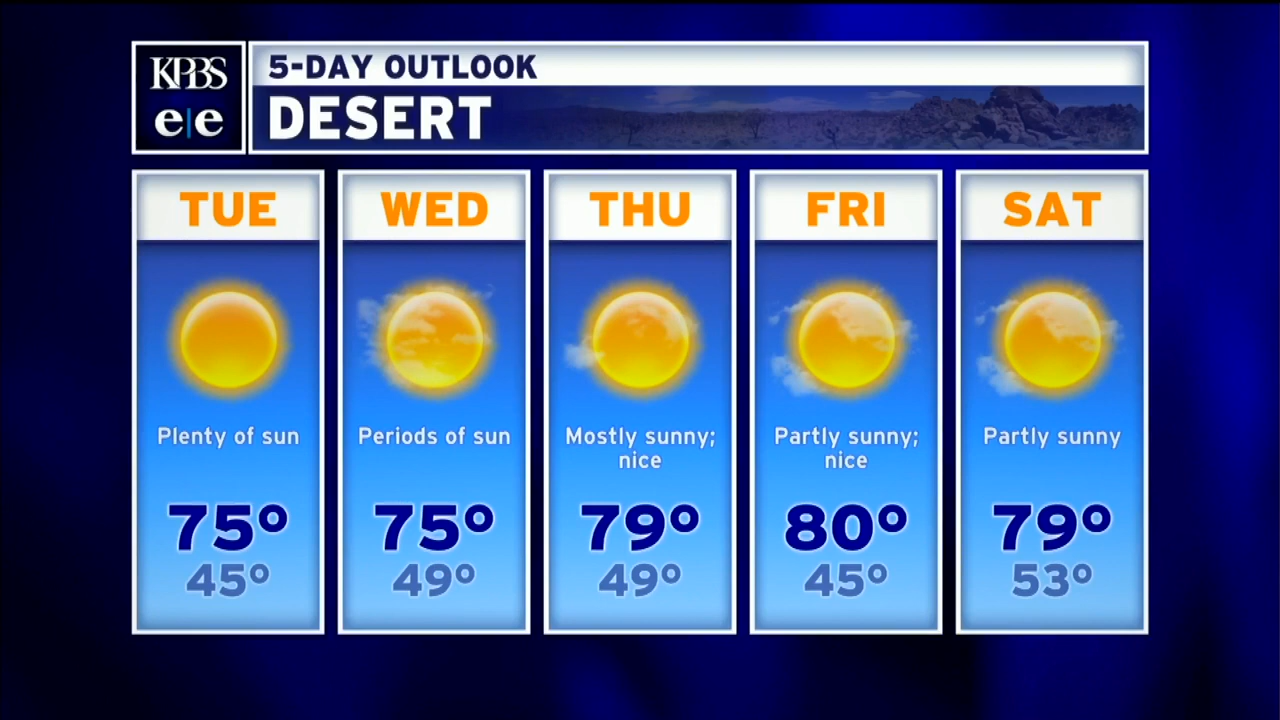 KPBS
e|e
5-DAY OUTLOOK
DESERT
TUE
WED
THU
FRI
SAT
Plenty of sun
Periods of sun
Mostly sunny;
nice
Partly sunny;
nice
Partly sunny
75°
75°
79°
80°
79°
45°
49°
49°
45°
53°